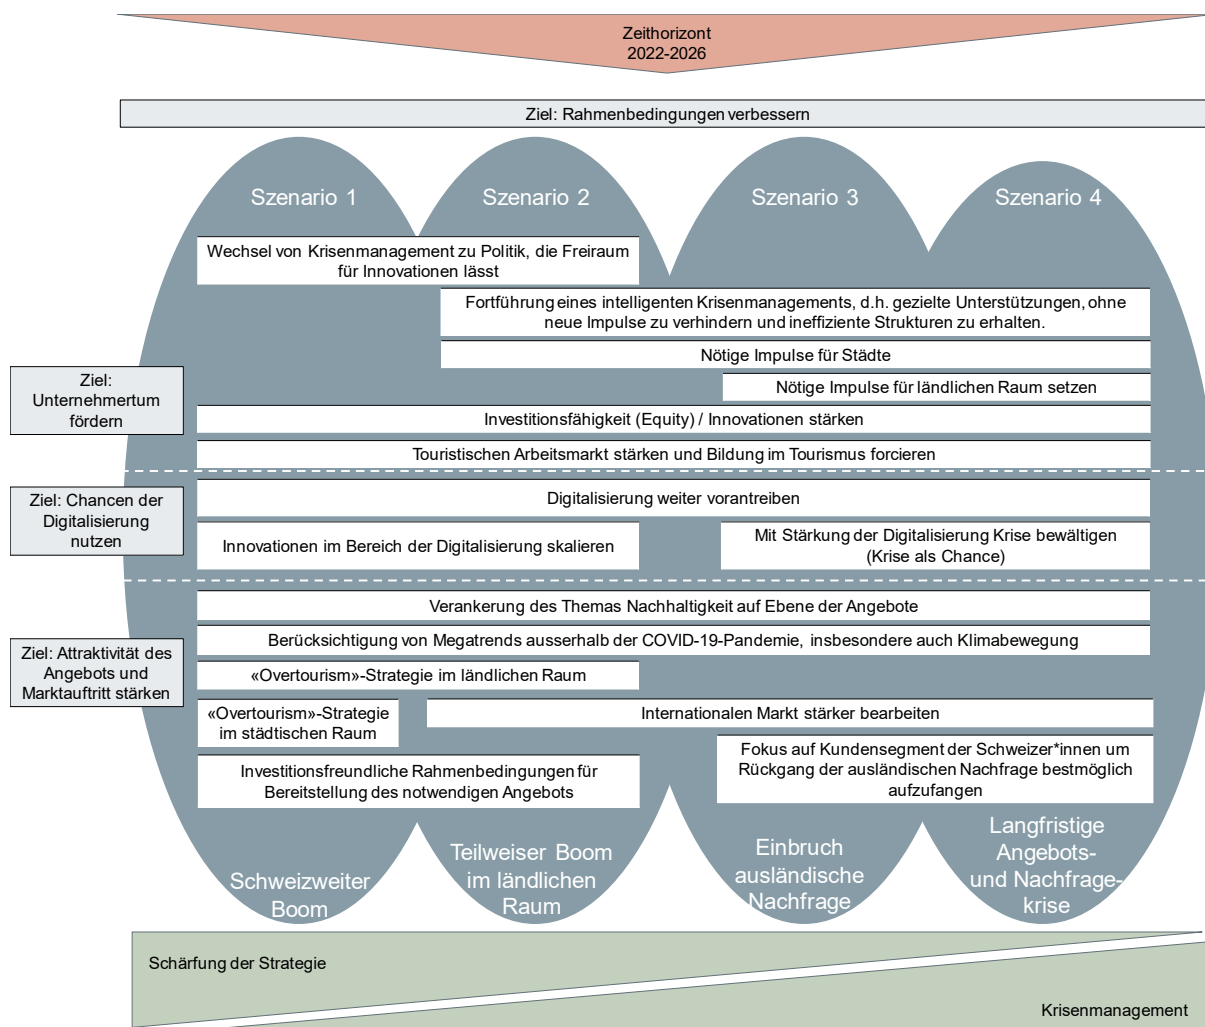 Zeithorizont
2022-2026
Ziel: Rahmenbedingungen verbessern
Szenario 1
Szenario 2
Szenario 3
Szenario 4
Wechsel von Krisenmanagement zu Politik, die Freiraum
für Innovationen lässt
Fortführung eines intelligenten Krisenmanagements, d.h. gezielte Unterstützungen, ohne
neue Impulse zu verhindern und ineffiziente Strukturen zu erhalten.
Nötige Impulse für Städte
Nötige Impulse für ländlichen Raum setzen
Ziel:
Unternehmertum
fördern
Investitionsfähigkeit (Equity) / Innovationen stärken
Touristischen Arbeitsmarkt stärken und Bildung im Tourismus forcieren
Ziel: Chancen der
Digitalisierung
nutzen
Digitalisierung weiter vorantreiben
Innovationen im Bereich der Digitalisierung skalieren
Mit Stärkung der Digitalisierung Krise bewältigen
(Krise als Chance)
Verankerung des Themas Nachhaltigkeit auf Ebene der Angebote
Berücksichtigung von Megatrends ausserhalb der COVID-19-Pandemie, insbesondere auch Klimabewegung
Ziel: Attraktivität des
Angebots und
Marktauftritt stärken
«Overtourism»-Strategie im ländlichen Raum
«Overtourism»-Strategie
im städtischen Raum
Internationalen Markt stärker bearbeiten
Investitionsfreundliche Rahmenbedingungen für
Bereitstellung des notwendigen Angebots
Fokus auf Kundensegment der Schweizer*innen um
Rückgang der ausländischen Nachfrage bestmöglich
aufzufangen
Schweizweiter
Boom
Teilweiser Boom
im ländlichen
Raum
Einbruch
ausländische
Nachfrage
Langfristige
Angebots-
und Nachfrage-
krise
Schärfung der Strategie
Krisenmanagement